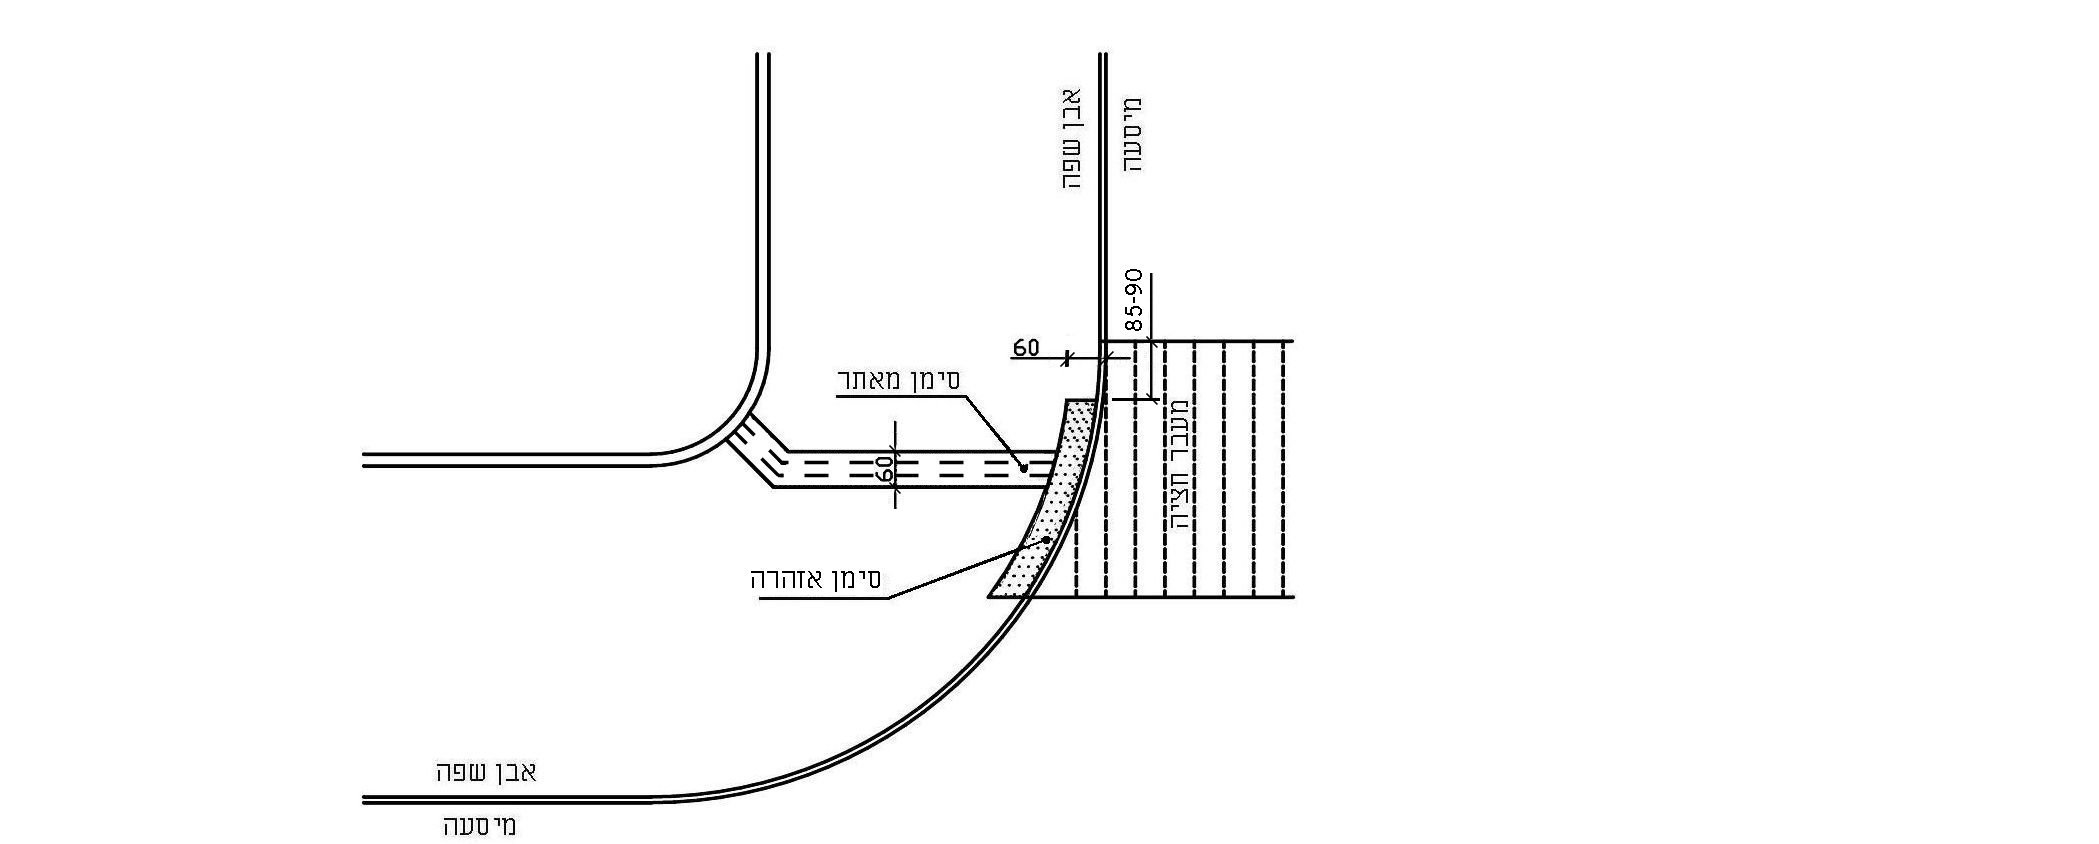 אבן שפה
מיסעה
85-90
60
סימן מאתר
60
מעבר חציה
סימן אזהרה
אבן שפה
מיסעה